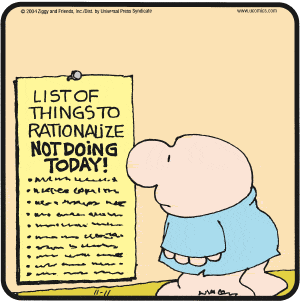 © 2004 Ziggy and Friends, Inc./Dist. by Universal Press Syndicate
www.ucomics.com
LIST OF
THINGS TO
RATIONALIZE
NOT DOING
TODAY!
11-11